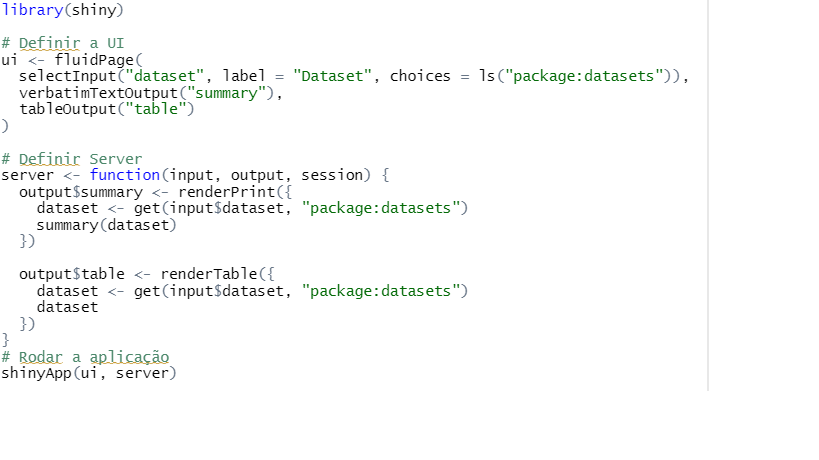 library(shiny)

# Definir a UI
ui <- fluidPage(
  selectInput("dataset", label = "Dataset", choices = ls("package:datasets")),
  verbatimTextOutput("summary"),
  tableOutput("table")
)

# Definir Server
server <- function(input, output, session) {
  output$summary <- renderPrint({
    dataset <- get(input$dataset, "package:datasets")
    summary(dataset)
  })

  output$table <- renderTable({
    dataset <- get(input$dataset, "package:datasets")
    dataset
  })
}
# Rodar a aplicação
shinyApp(ui, server)